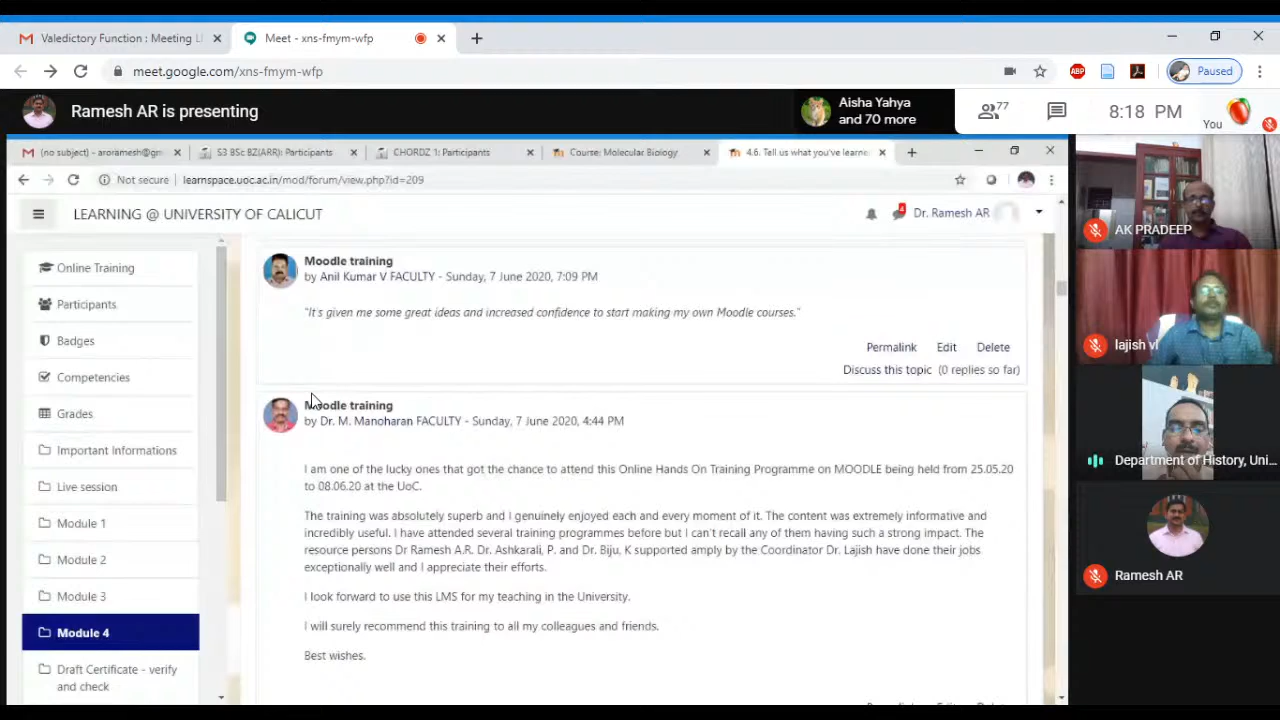 Valedictory Function : Meeting Li
Meet - xns-fmym-wfp
meet.google.com/xns-fmym-wfp
ABP
Paused
Ramesh AR is presenting
Aisha Yahya
and 70 more
77
8:18 PM
You
(no subject) - aroramesh@gm
S3 BSc BZ(ARR): Participants
CHORDZ 1: Participants
Course: Molecular Biology
4.6. Tell us what you've learne
Not secure
learnspace.uoc.ac.in/mod/forum/view.php?id=209
LEARNING @ UNIVERSITY OF CALICUT
4
Dr. Ramesh AR
Online Training
Participants
Badges
Competencies
Grades
Important Informations
Live session
Module 1
Module 2
Module 3
Module 4
Draft Certificate - verify
and check
Moodle training
by Anil Kumar V FACULTY - Sunday, 7 June 2020, 7:09 PM
"It's given me some great ideas and increased confidence to start making my own Moodle courses."
Permalink Edit Delete
Discuss this topic (0 replies so far)
Moodle training
by Dr. M. Manoharan FACULTY - Sunday, 7 June 2020, 4:44 PM
I am one of the lucky ones that got the chance to attend this Online Hands On Training Programme on MOODLE being held from 25.05.20
to 08.06.20 at the UoC.
The training was absolutely superb and I genuinely enjoyed each and every moment of it. The content was extremely informative and
incredibly useful. I have attended several training programmes before but I can't recall any of them having such a strong impact. The
resource persons Dr Ramesh A.R. Dr. Ashkarali, P. and Dr. Biju, K supported amply by the Coordinator Dr. Lajish have done their jobs
exceptionally well and I appreciate their efforts.
I look forward to use this LMS for my teaching in the University.
I will surely recommend this training to all my colleagues and friends.
Best wishes.
AK PRADEEP
lajish vl
Department of History, Uni...
Ramesh AR